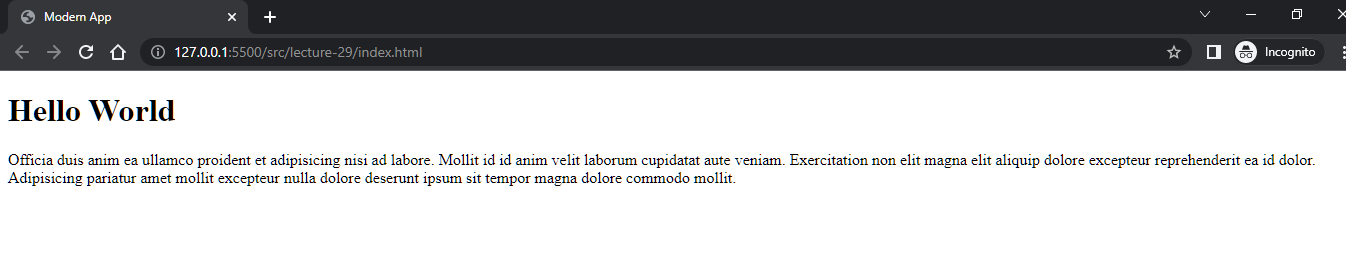 Modern App
127.0.0.1:5500/src/lecture-29/index.html
Incognito
Hello World
Officia duis anim ea ullamco proident et adipisicing nisi ad labore. Mollit id id anim velit laborum cupidatat aute veniam. Exercitation non elit magna elit aliquip dolore excepteur reprehenderit ea id dolor.
Adipisicing pariatur amet mollit excepteur nulla dolore deserunt ipsum sit tempor magna dolore commodo mollit.